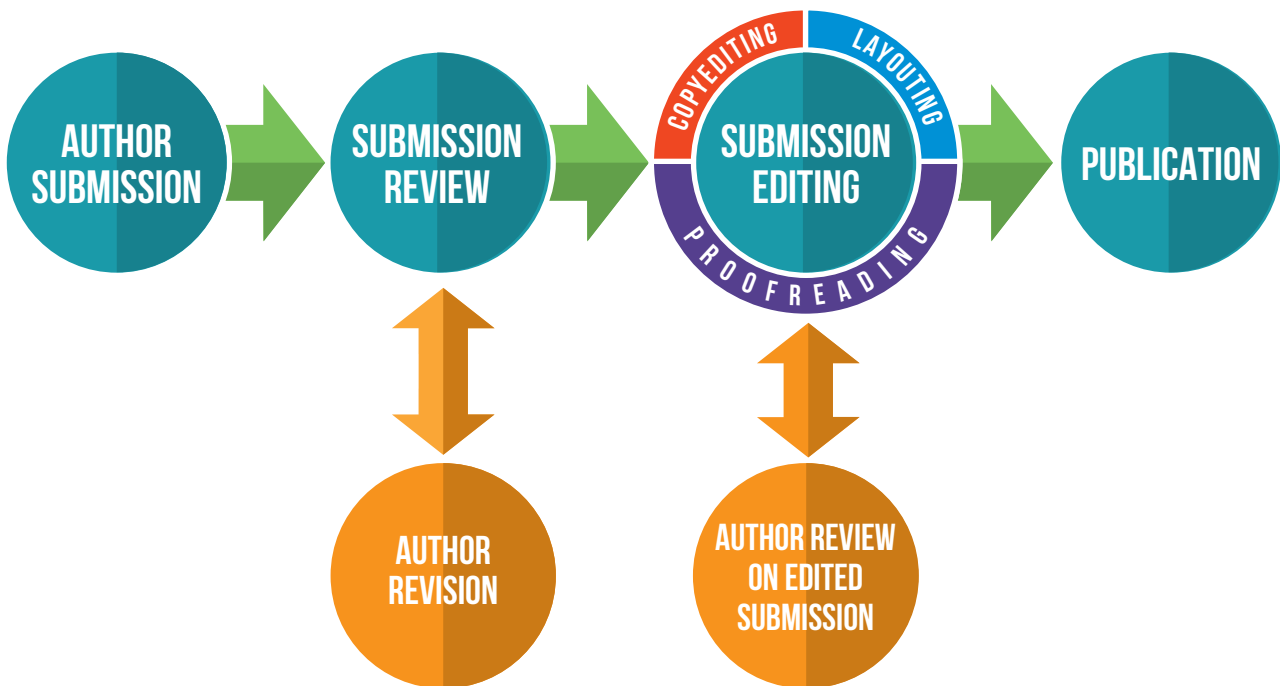 AUTHOR
SUBMISSION
SUBMISSION
REVIEW
COPYEDITING
LAYOUTING
SUBMISSION
EDITING
PROOFREADING
PUBLICATION
AUTHOR
REVISION
AUTHOR REVIEW
ON EDITED
SUBMISSION